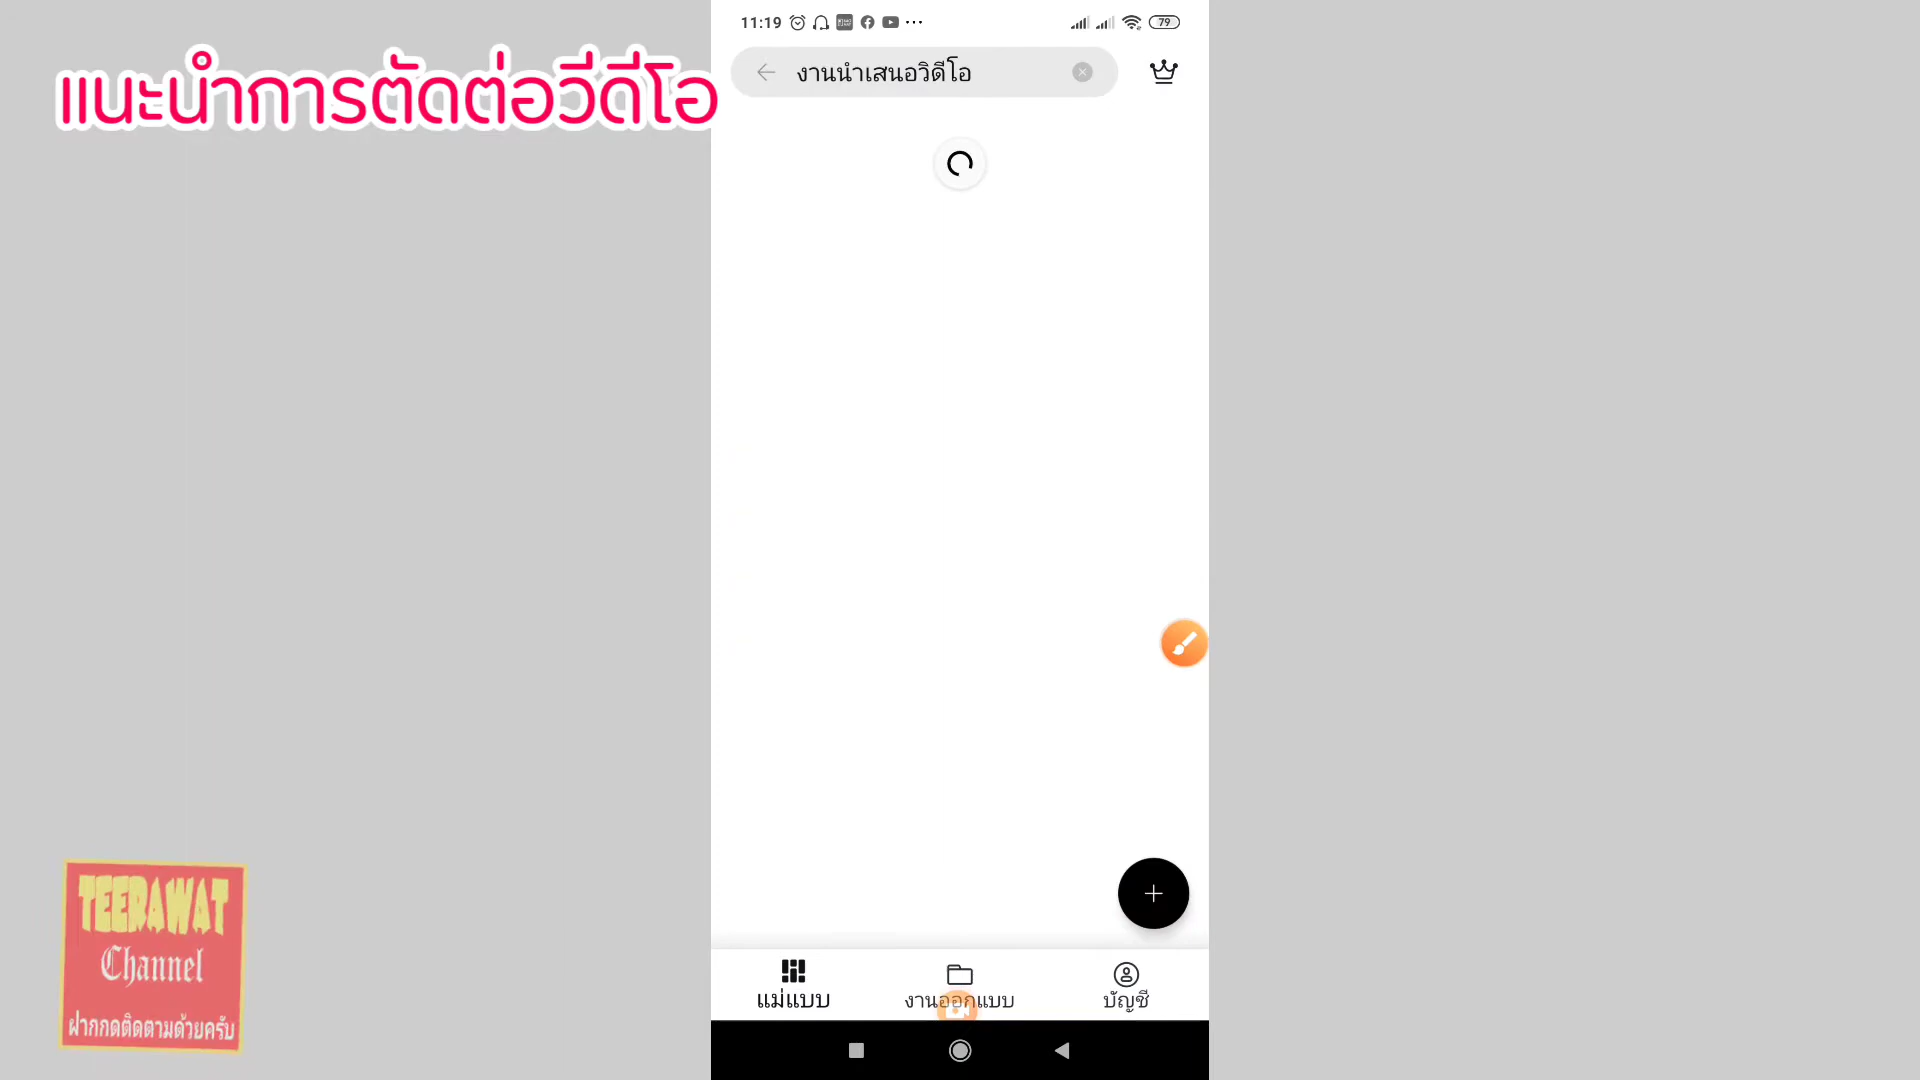 แนะนำการตัดต่อวีดีโอ
11:19
79
งานนำเสนอวิดีโอ
แม่แบบ
งานออกแบบ
บัญชี
TEERAWAT
Channel
ฝากกดติดตามด้วยครับ